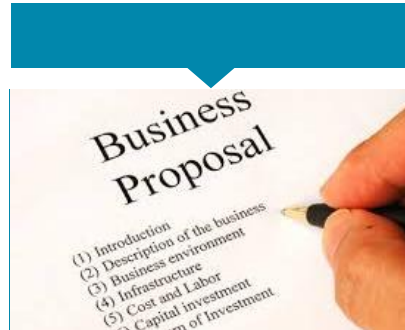 Business
Proposal
(1) Introduction
(2) Description of the business
(3) Business environment
(4) Infrastructure
(5) Cost and Labor
Capital investment
of Investment